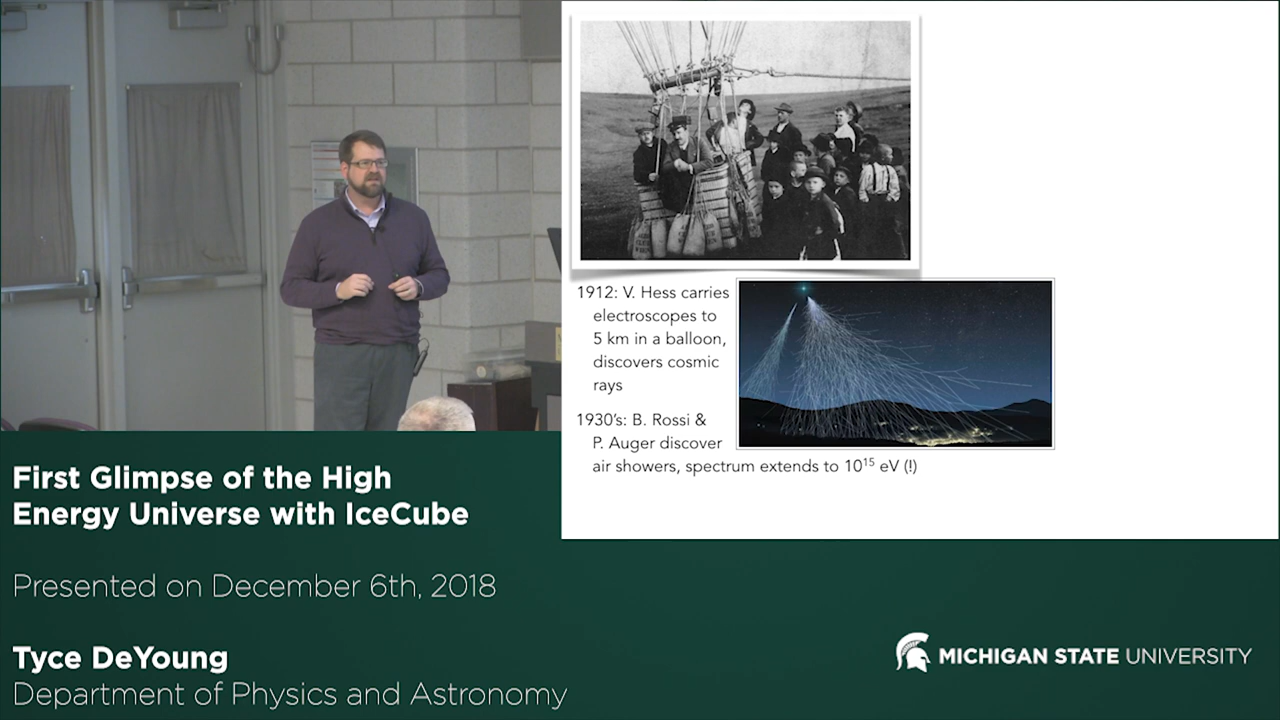 1912: V. Hess carries
electroscopes to
5 km in a balloon,
discovers cosmic
rays
1930's: B. Rossi &
P. Auger discover
air showers, spectrum extends to 10¹⁵ eV (!)
First Glimpse of the High
Energy Universe with IceCube
Presented on December 6th, 2018
Tyce DeYoung
Department of Physics and Astronomy
MICHIGAN STATE UNIVERSITY